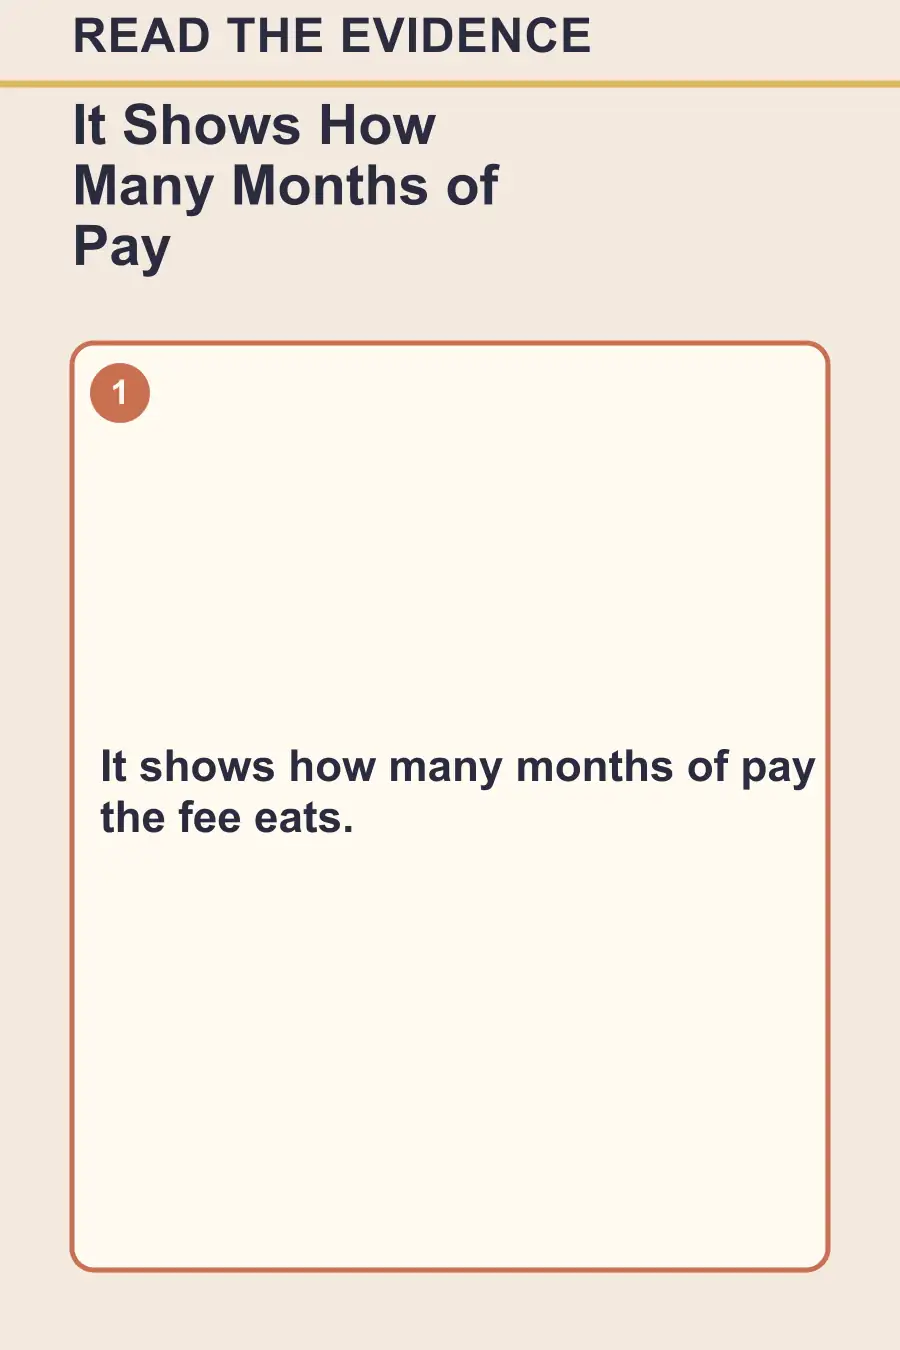 READ THE EVIDENCE
It Shows How
Many Months of
Pay
1
It shows how many months of pay
the fee eats.